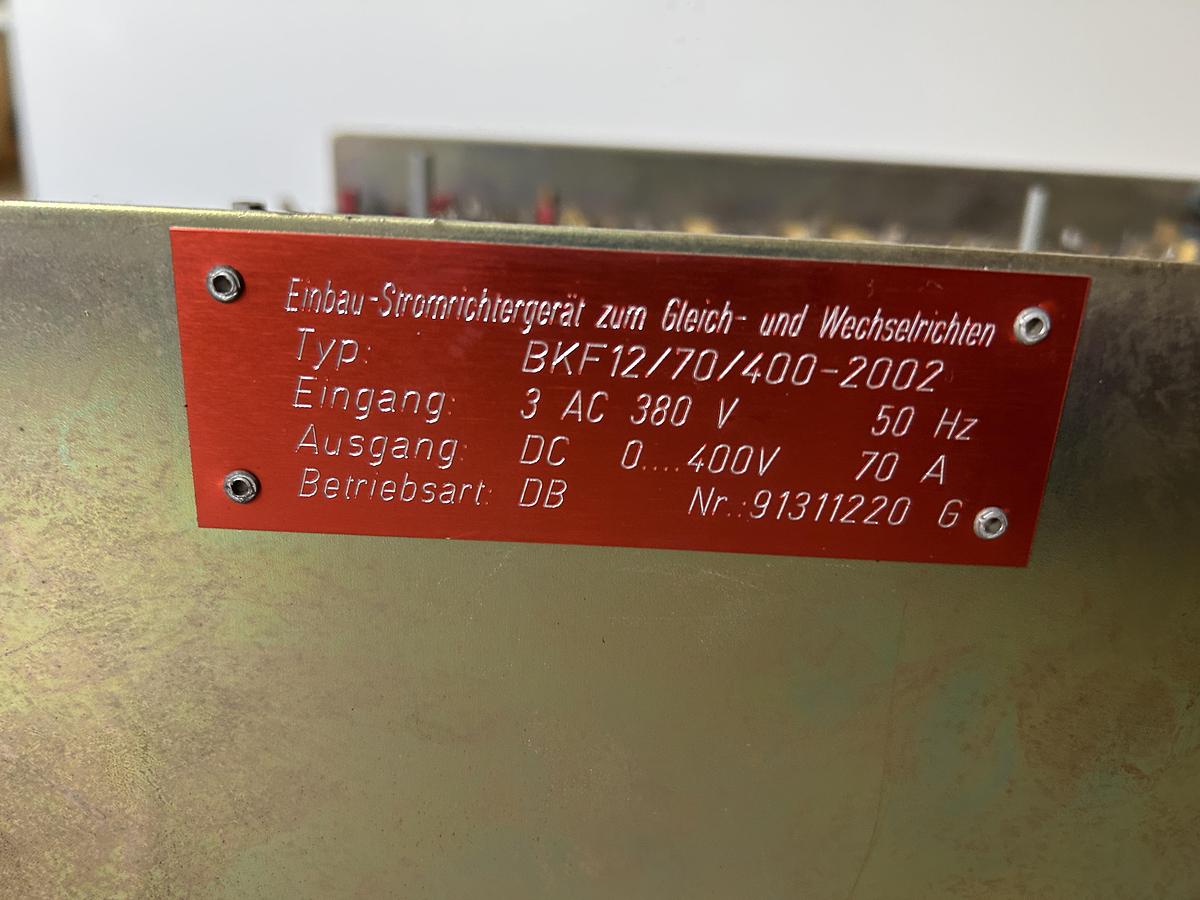 Einbau-Stromrichtergerät zum Gleich- und Wechselrichten
Typ: BKF12/70/400-2002
Eingang: 3 AC 380 V 50 Hz
Ausgang: DC 0....400V 70 A
Betriebsart: DB Nr.:91311220 G